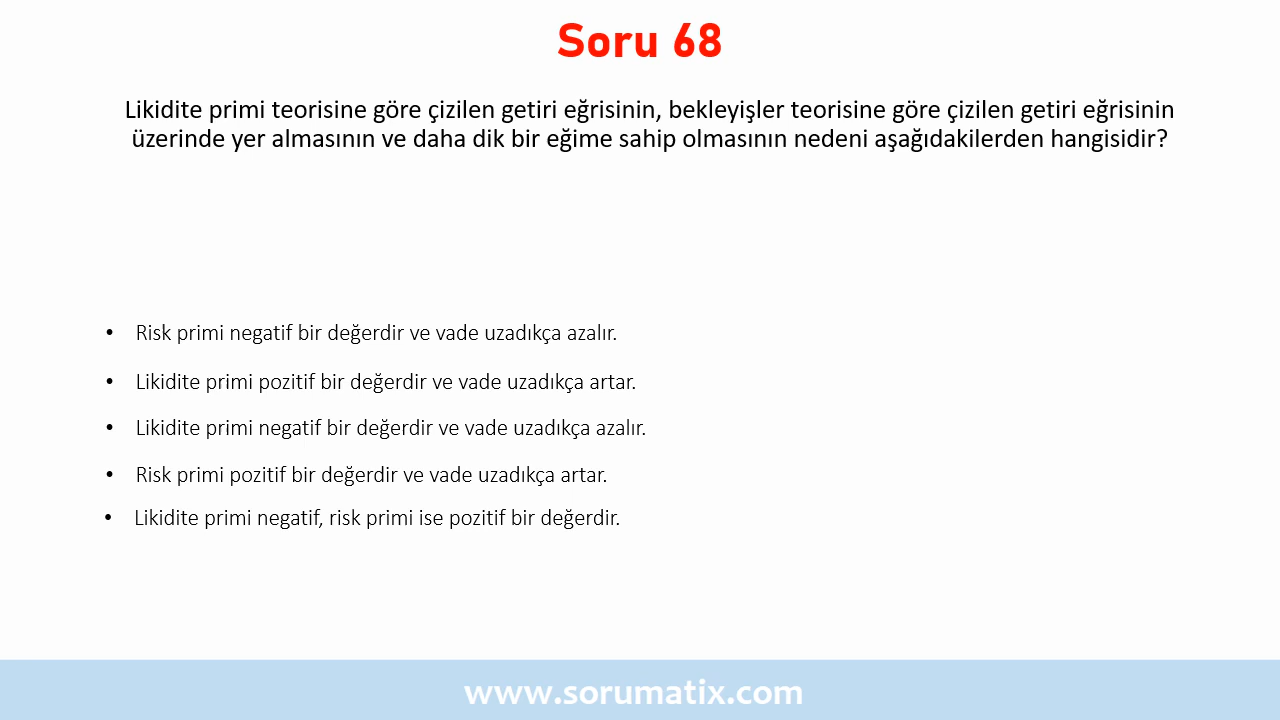 Soru 68
Likidite primi teorisine göre çizilen getiri eğrisinin, bekleyişler teorisine göre çizilen getiri eğrisinin
üzerinde yer almasının ve daha dik bir eğime sahip olmasının nedeni aşağıdakilerden hangisidir?
• Risk primi negatif bir değerdir ve vade uzadıkça azalır.
• Likidite primi pozitif bir değerdir ve vade uzadıkça artar.
• Likidite primi negatif bir değerdir ve vade uzadıkça azalır.
• Risk primi pozitif bir değerdir ve vade uzadıkça artar.
• Likidite primi negatif, risk primi ise pozitif bir değerdir.
www.sorumatix.com